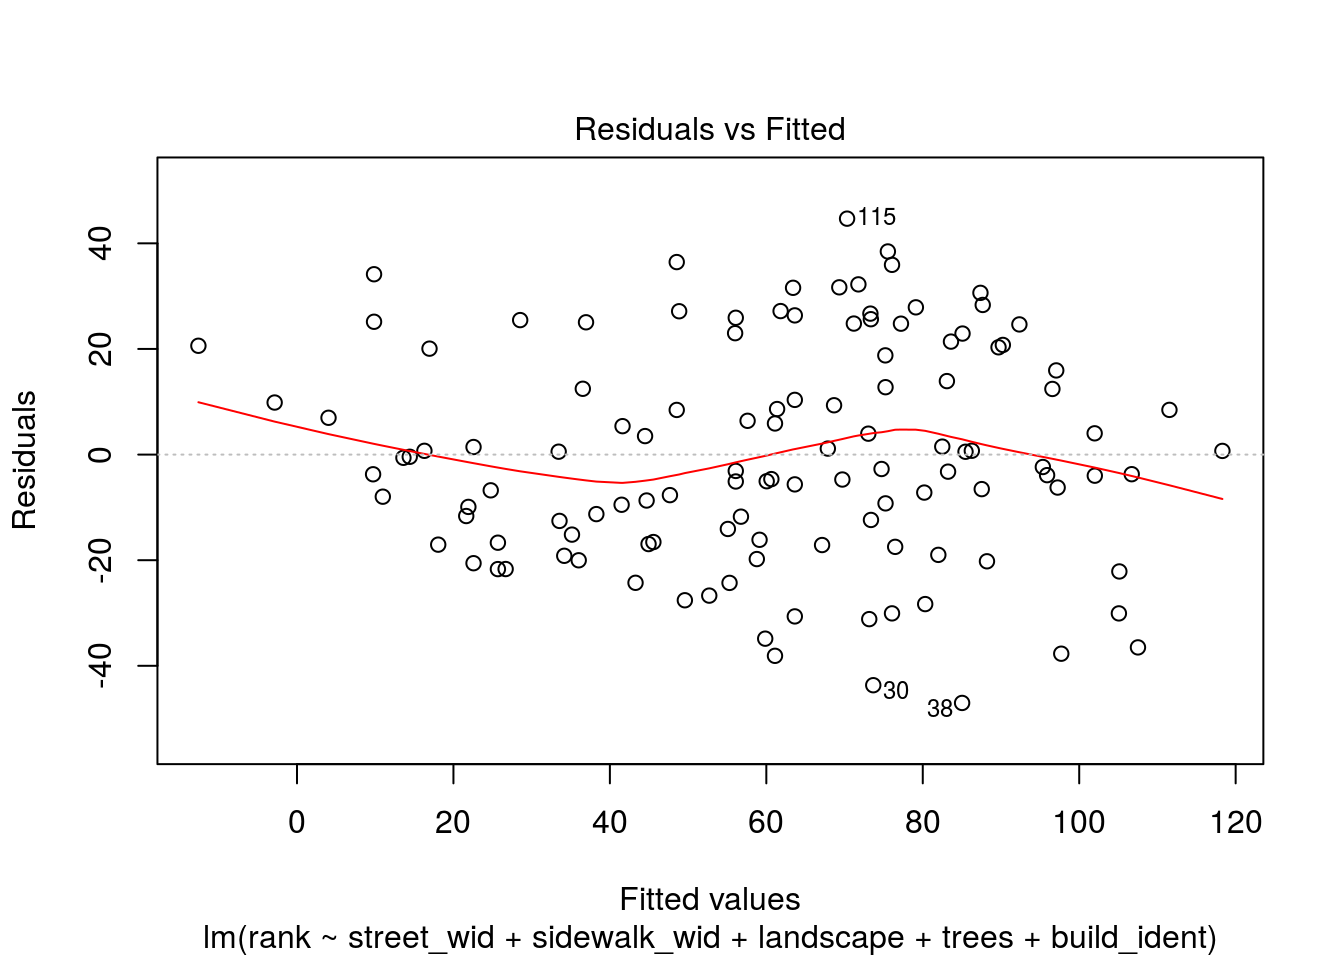 Residuals vs Fitted
Residuals
40
20
0
-20
-40
115
30
38
0 20 40 60 80 100 120
Fitted values
lm(rank ~ street_wid + sidewalk_wid + landscape + trees + build_ident)